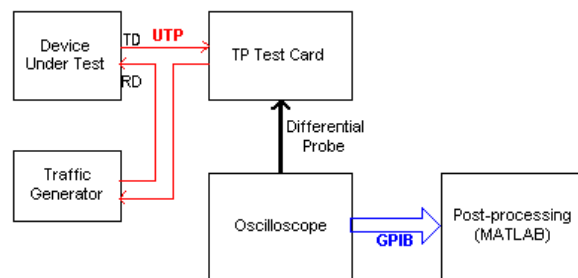 Device
Under Test
TD
UTP
RD
TP Test Card
Differential
Probe
Traffic
Generator
Oscilloscope
GPIB
Post-processing
(MATLAB)